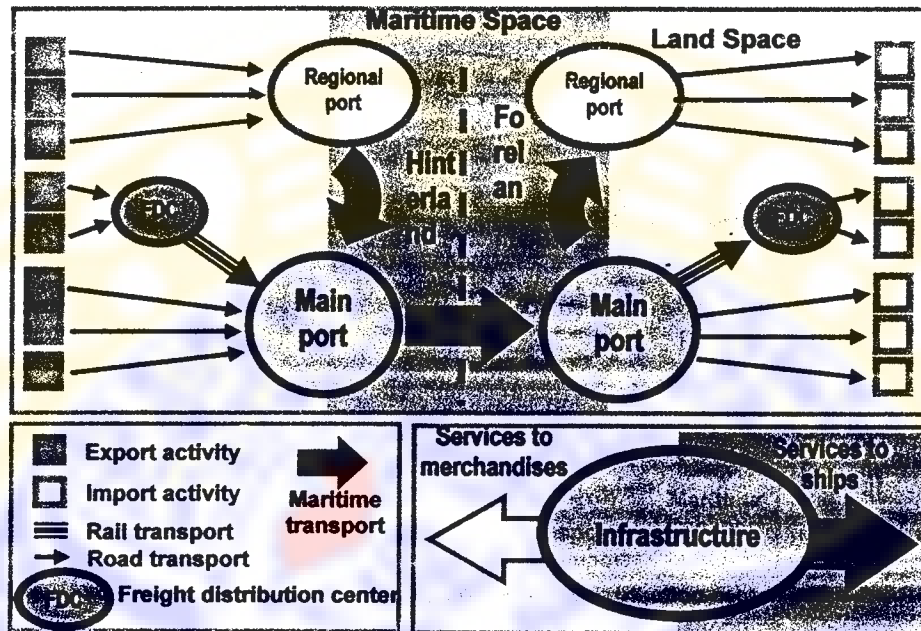 Maritime Space
Land Space
Regional
port
Regional
port
Hint
erla
nd
Fo
rel
an
FDC
FDC
Main
port
Main
port
Export activity
Import activity
Rail transport
Road transport
FDC
Freight distribution center
Maritime
transport
Services to
merchandises
Services to
ships
Infrastructure